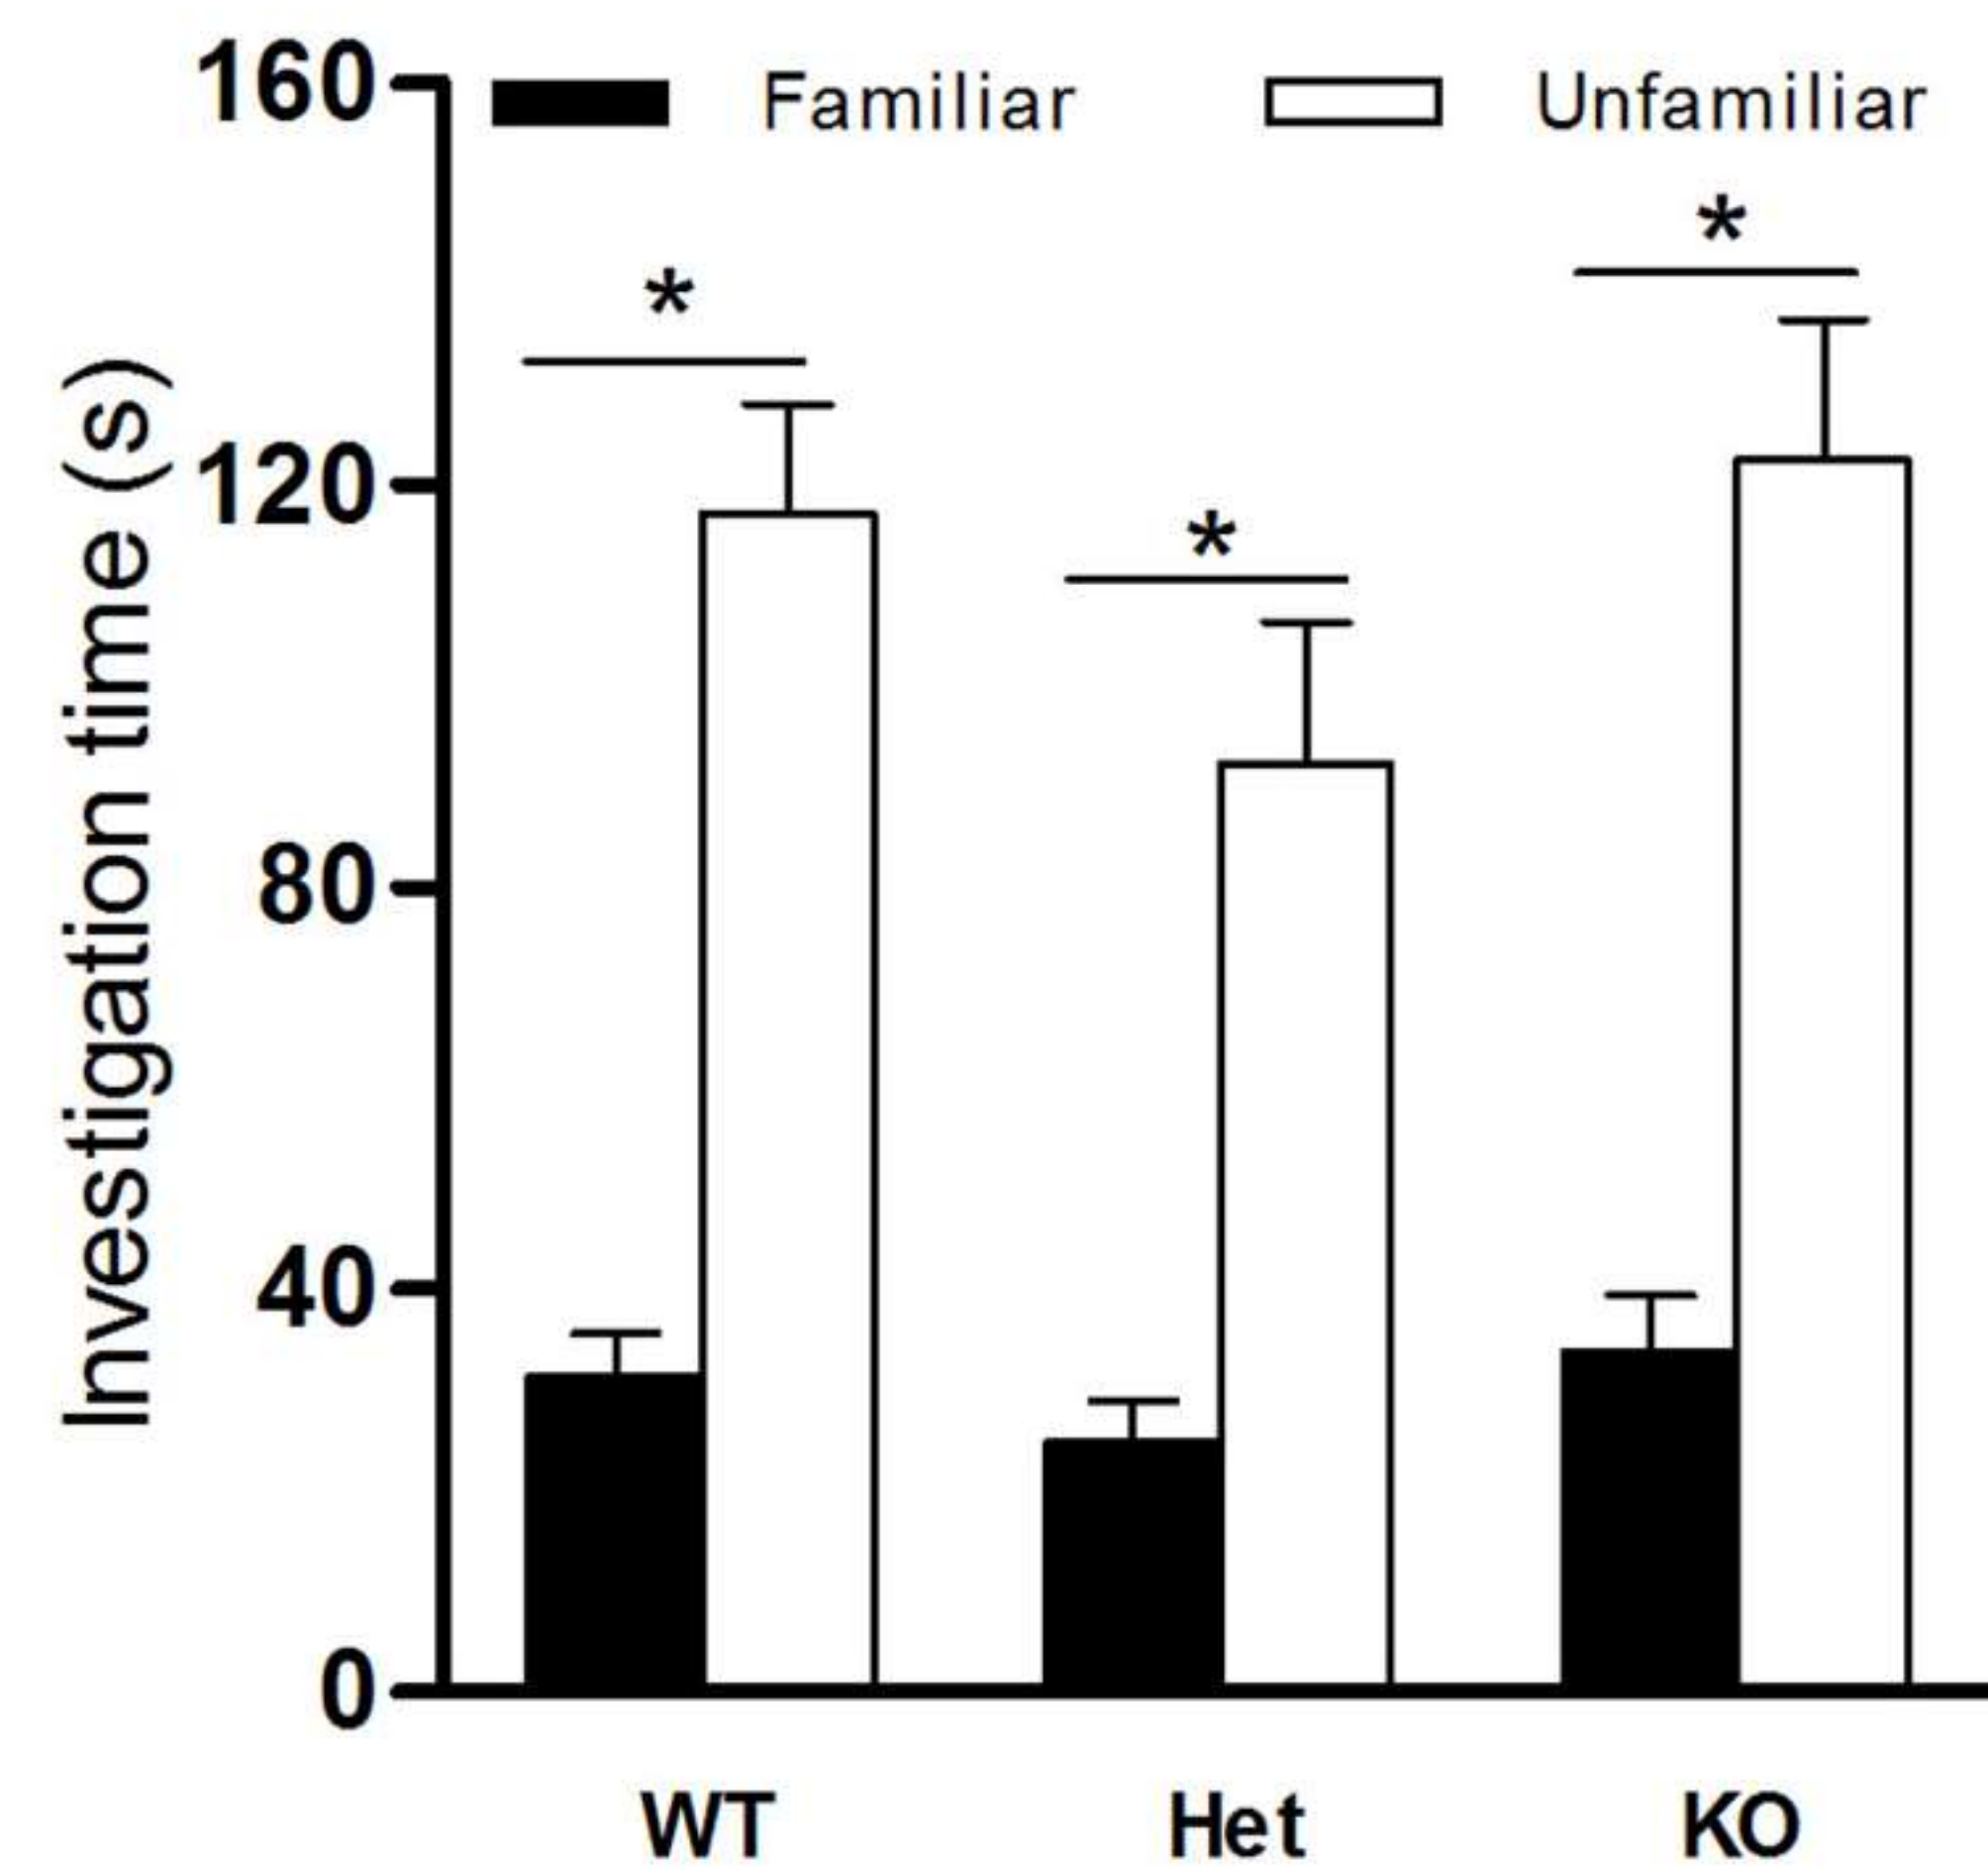 160
Familiar
Unfamiliar
*
*
*
Investigation time (s)
120
80
40
0
WT
Het
KO